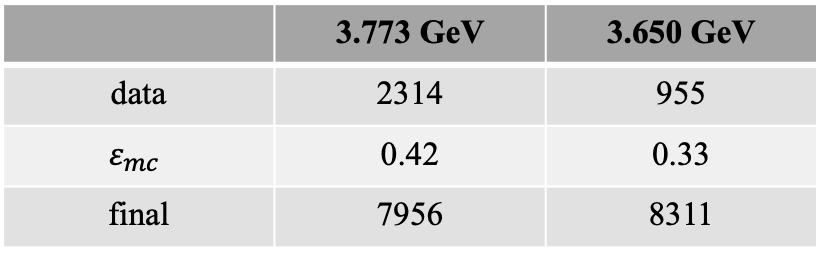 3.773 GeV 3.650 GeV
data 2314 955
εmc 0.42 0.33
final 7956 8311